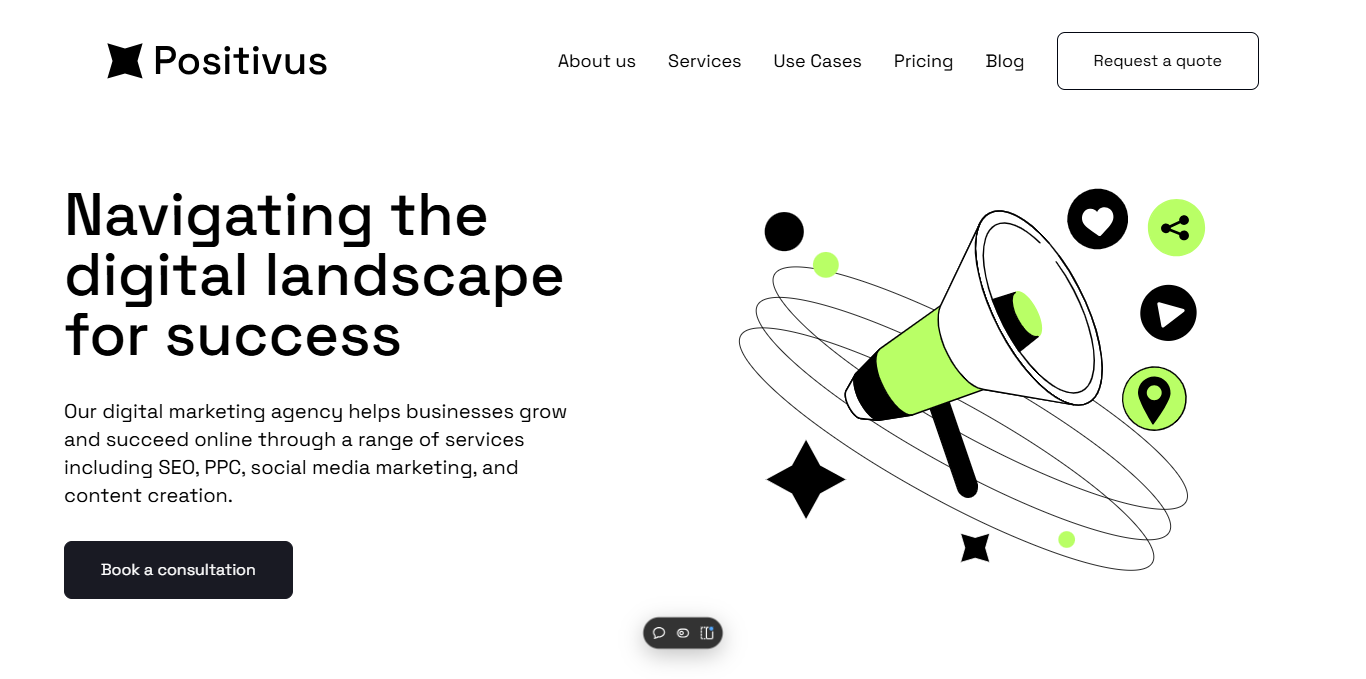 Positivus
About us Services Use Cases Pricing Blog Request a quote
Navigating the
digital landscape
for success
Our digital marketing agency helps businesses grow
and succeed online through a range of services
including SEO, PPC, social media marketing, and
content creation.
Book a consultation